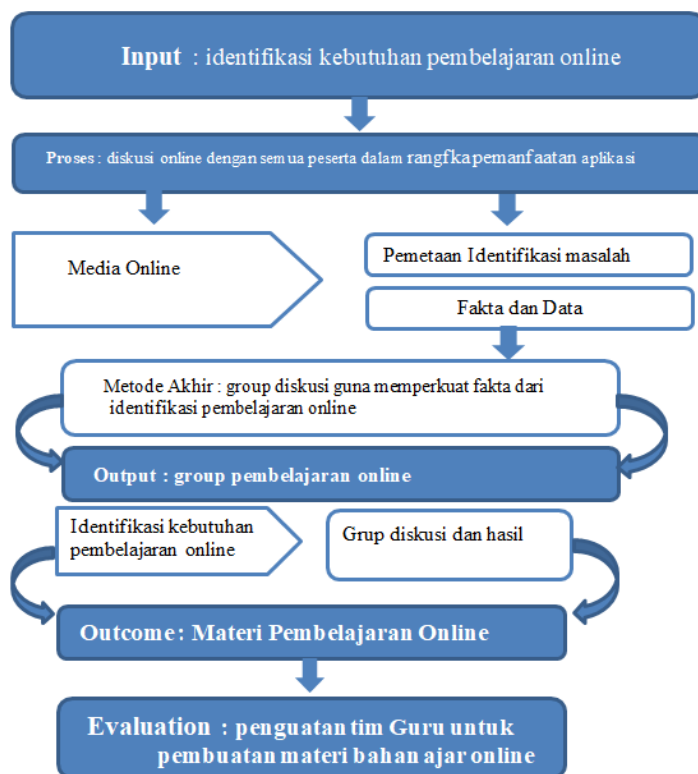 Input : identifikasi kebutuhan pembelajaran online
Proses : diskusi online dengan semua peserta dalam rangfkapemanfaatan aplikasi
Media Online
Pemetaan Identifikasi masalah
Fakta dan Data
Metode Akhir : group diskusi guna memperkuat fakta dari
identifikasi pembelajaran online
Output : group pembelajaran online
Identifikasi kebutuhan
pembelajaran online
Grup diskusi dan hasil
Outcome : Materi Pembelajaran Online
Evaluation : penguatan tim Guru untuk
pembuatan materi bahan ajar online